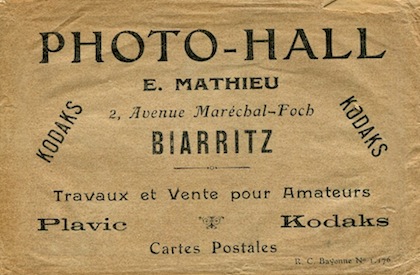 PHOTO-HALL
E. MATHIEU
2, Avenue Maréchal-Foch
KODAKS
KODAKS
BIARRITZ
Travaux et Vente pour Amateurs
Plavic
Kodaks
Cartes Postales
R. C. Bayonne Nº 1.176